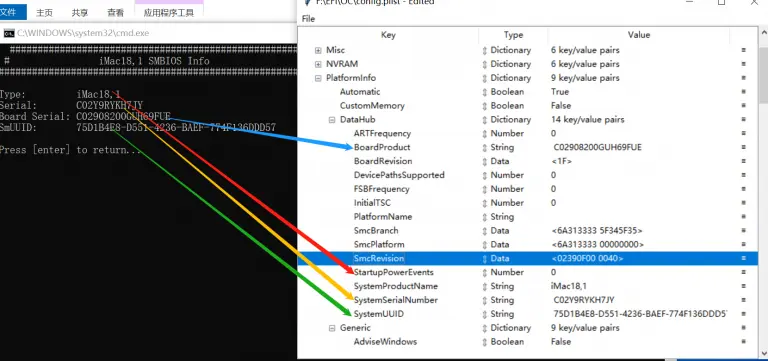 文件 主页 共享 查看 应用程序工具
C:\WINDOWS\system32\cmd.exe
#######################################
# iMac18,1 SMBIOS Info
#######################################
Type: iMac18,1
Serial: C02Y9RYKH7JY
Board Serial: C02908200GUH69FUE
SmUUID: 75D1B4E8-D551-4236-BAEF-774F136DDD57
Press [enter] to return...
F:\EFI\OC\config.plist - Edited
File
Key Type Value
Misc Dictionary 6 key/value pairs
NVRAM Dictionary 6 key/value pairs
PlatformInfo Dictionary 9 key/value pairs
Automatic Boolean True
CustomMemory Boolean False
DataHub Dictionary 14 key/value pairs
ARTFrequency Number 0
BoardProduct String C02908200GUH69FUE
BoardRevision Data <1F>
DevicePathsSupported Number 0
FSBFrequency Number 0
InitialTSC Number 0
PlatformName String
SmcBranch Data <6A313333 5F345F35>
SmcPlatform Data <6A313333 00000000>
SmcRevision Data <02390F00 0040>
StartupPowerEvents Number 0
SystemProductName String iMac18,1
SystemSerialNumber String C02Y9RYKH7JY
SystemUUID String 75D1B4E8-D551-4236-BAEF-774F136DDD5
Generic Dictionary 9 key/value pairs
AdviseWindows Boolean False